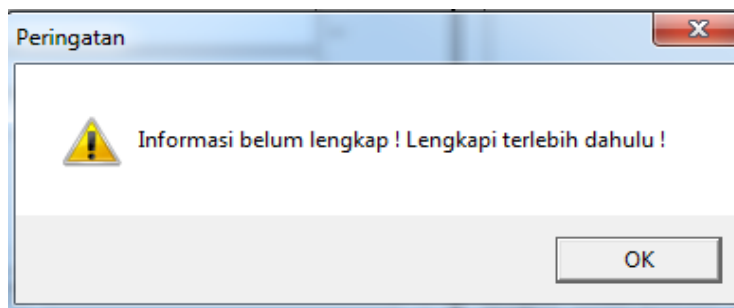 Peringatan
Informasi belum lengkap ! Lengkapi terlebih dahulu !
OK